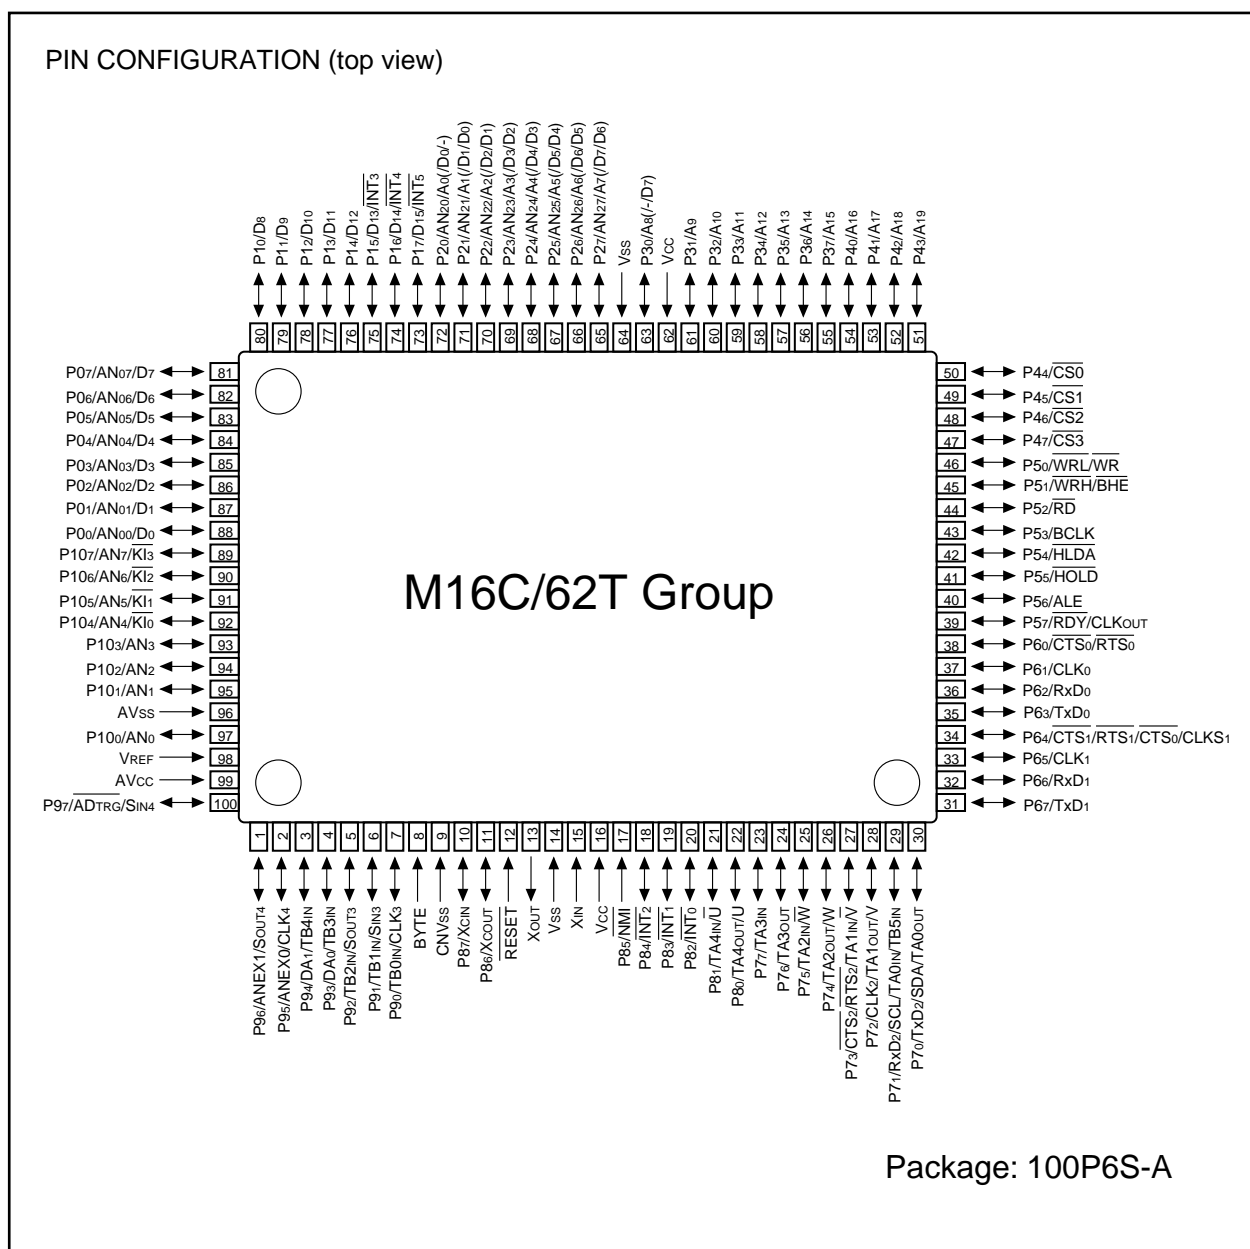 PIN CONFIGURATION (top view)
P10/D8
P11/D9
P12/D10
P13/D11
P14/D12
P15/D13/INT3
P16/D14/INT4
P17/D15/INT5
P20/AN20/A0(/D0/-)
P21/AN21/A1(/D1/D0)
P22/AN22/A2(/D2/D1)
P23/AN23/A3(/D3/D2)
P24/AN24/A4(/D4/D3)
P25/AN25/A5(/D5/D4)
P26/AN26/A6(/D6/D5)
P27/AN27/A7(/D7/D6)
Vss
P30/A8(/-/D7)
Vcc
P31/A9
P32/A10
P33/A11
P34/A12
P35/A13
P36/A14
P37/A15
P40/A16
P41/A17
P42/A18
P43/A19
80 79 78 77 76 75 74 73 72 71 70 69 68 67 66 65 64 63 62 61 60 59 58 57 56 55 54 53 52 51
P07/AN07/D7 81
P06/AN06/D6 82
P05/AN05/D5 83
P04/AN04/D4 84
P03/AN03/D3 85
P02/AN02/D2 86
P01/AN01/D1 87
P00/AN00/D0 88
P107/AN7/KI3 89
P106/AN6/KI2 90
P105/AN5/KI1 91
P104/AN4/KI0 92
P103/AN3 93
P102/AN2 94
P101/AN1 95
AVss 96
P100/AN0 97
VREF 98
AVcc 99
P97/ADTRG/SIN4 100
M16C/62T Group
50 P44/CS0
49 P45/CS1
48 P46/CS2
47 P47/CS3
46 P50/WRL/WR
45 P51/WRH/BHE
44 P52/RD
43 P53/BCLK
42 P54/HLDA
41 P55/HOLD
40 P56/ALE
39 P57/RDY/CLKOUT
38 P60/CTS0/RTS0
37 P61/CLK0
36 P62/RxD0
35 P63/TxD0
34 P64/CTS1/RTS1/CTS0/CLKS1
33 P65/CLK1
32 P66/RxD1
31 P67/TxD1
1 2 3 4 5 6 7 8 9 10 11 12 13 14 15 16 17 18 19 20 21 22 23 24 25 26 27 28 29 30
P96/ANEX1/SOUT4
P95/ANEX0/CLK4
P94/DA1/TB4IN
P93/DA0/TB3IN
P92/TB2IN/SOUT3
P91/TB1IN/SIN3
P90/TB0IN/CLK3
BYTE
CNVss
P87/XCIN
P86/XCOUT
RESET
XOUT
Vss
XIN
Vcc
P85/NMI
P84/INT2
P83/INT1
P82/INT0
P81/TA4IN/U
P80/TA4OUT/U
P77/TA3IN
P76/TA3OUT
P75/TA2IN/W
P74/TA2OUT/W
P73/CTS2/RTS2/TA1IN/V
P72/CLK2/TA1OUT/V
P71/RxD2/SCL/TA0IN/TB5IN
P70/TxD2/SDA/TA0OUT
Package: 100P6S-A